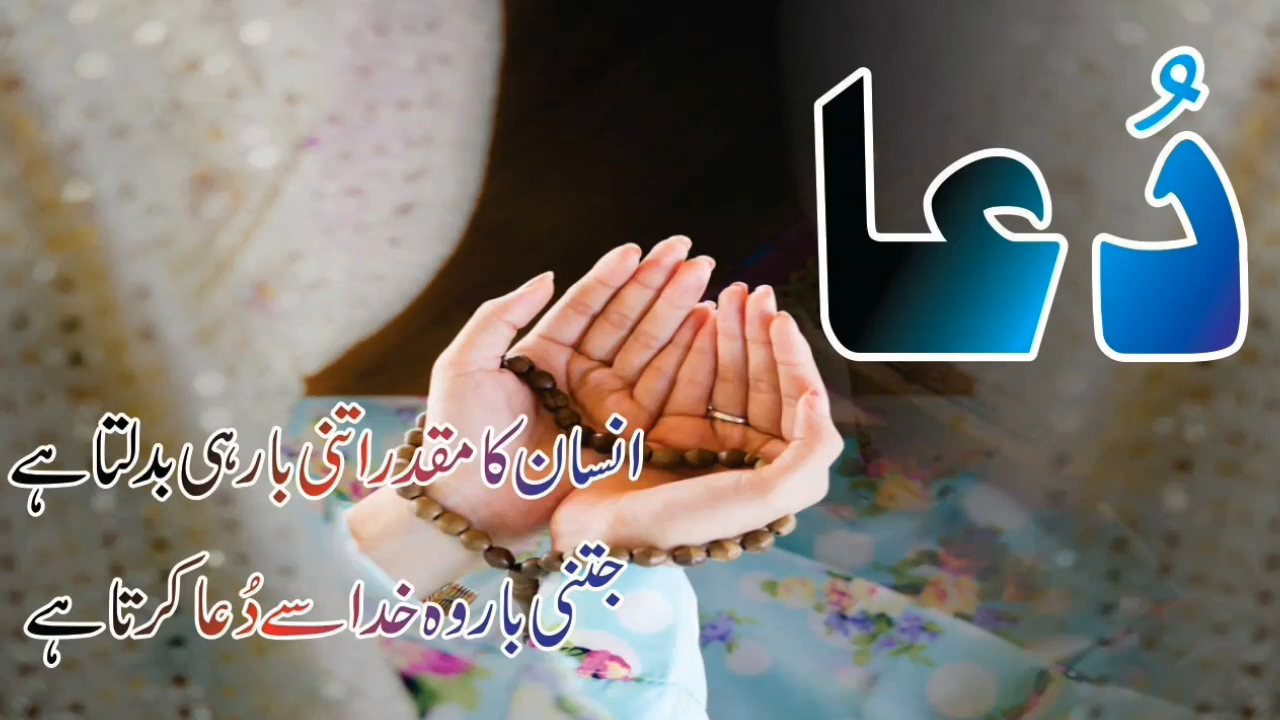 دُعا
انسان کا مقدر اتنی بار ہی بدلتا ہے
جتنی بار وہ خدا سے دُعا کرتا ہے